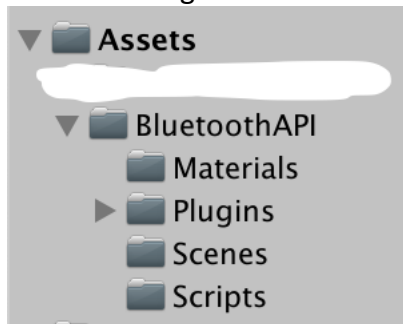 Assets
BluetoothAPI
Materials
Plugins
Scenes
Scripts